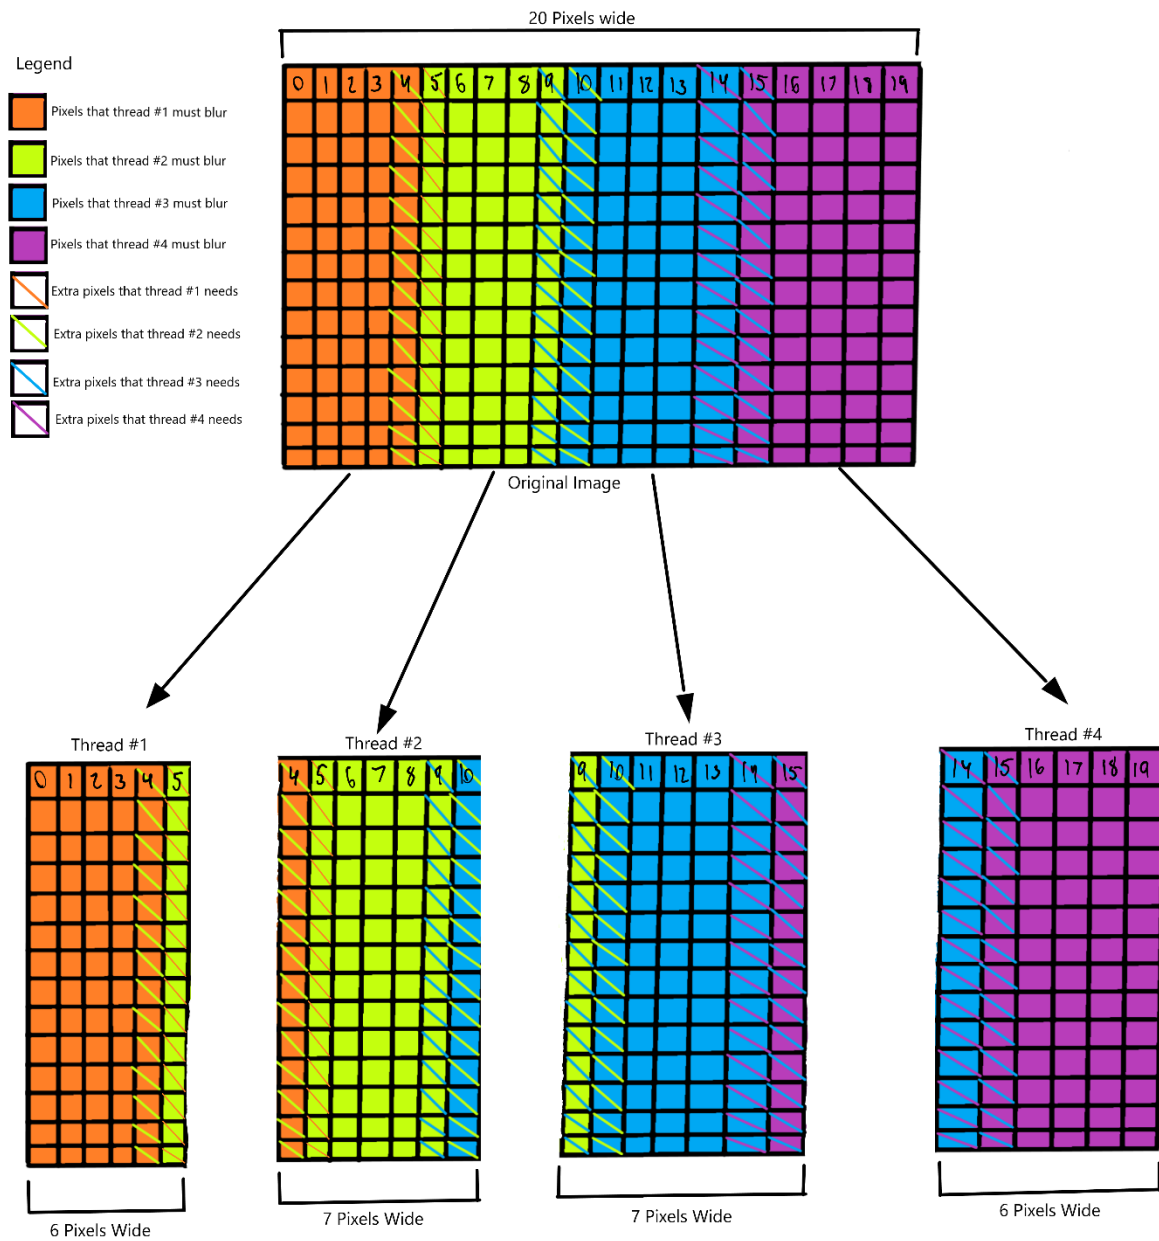 20 Pixels wide
Legend
0 1 2 3 4 5 6 7 8 9 10 11 12 13 14 15 16 17 18 19
Pixels that thread #1 must blur
Pixels that thread #2 must blur
Pixels that thread #3 must blur
Pixels that thread #4 must blur
Extra pixels that thread #1 needs
Extra pixels that thread #2 needs
Extra pixels that thread #3 needs
Extra pixels that thread #4 needs
Original Image
Thread #1
0 1 2 3 4 5
6 Pixels Wide
Thread #2
4 5 6 7 8 9 10
7 Pixels Wide
Thread #3
9 10 11 12 13 19 15
7 Pixels Wide
Thread #4
14 15 16 17 18 19
6 Pixels Wide